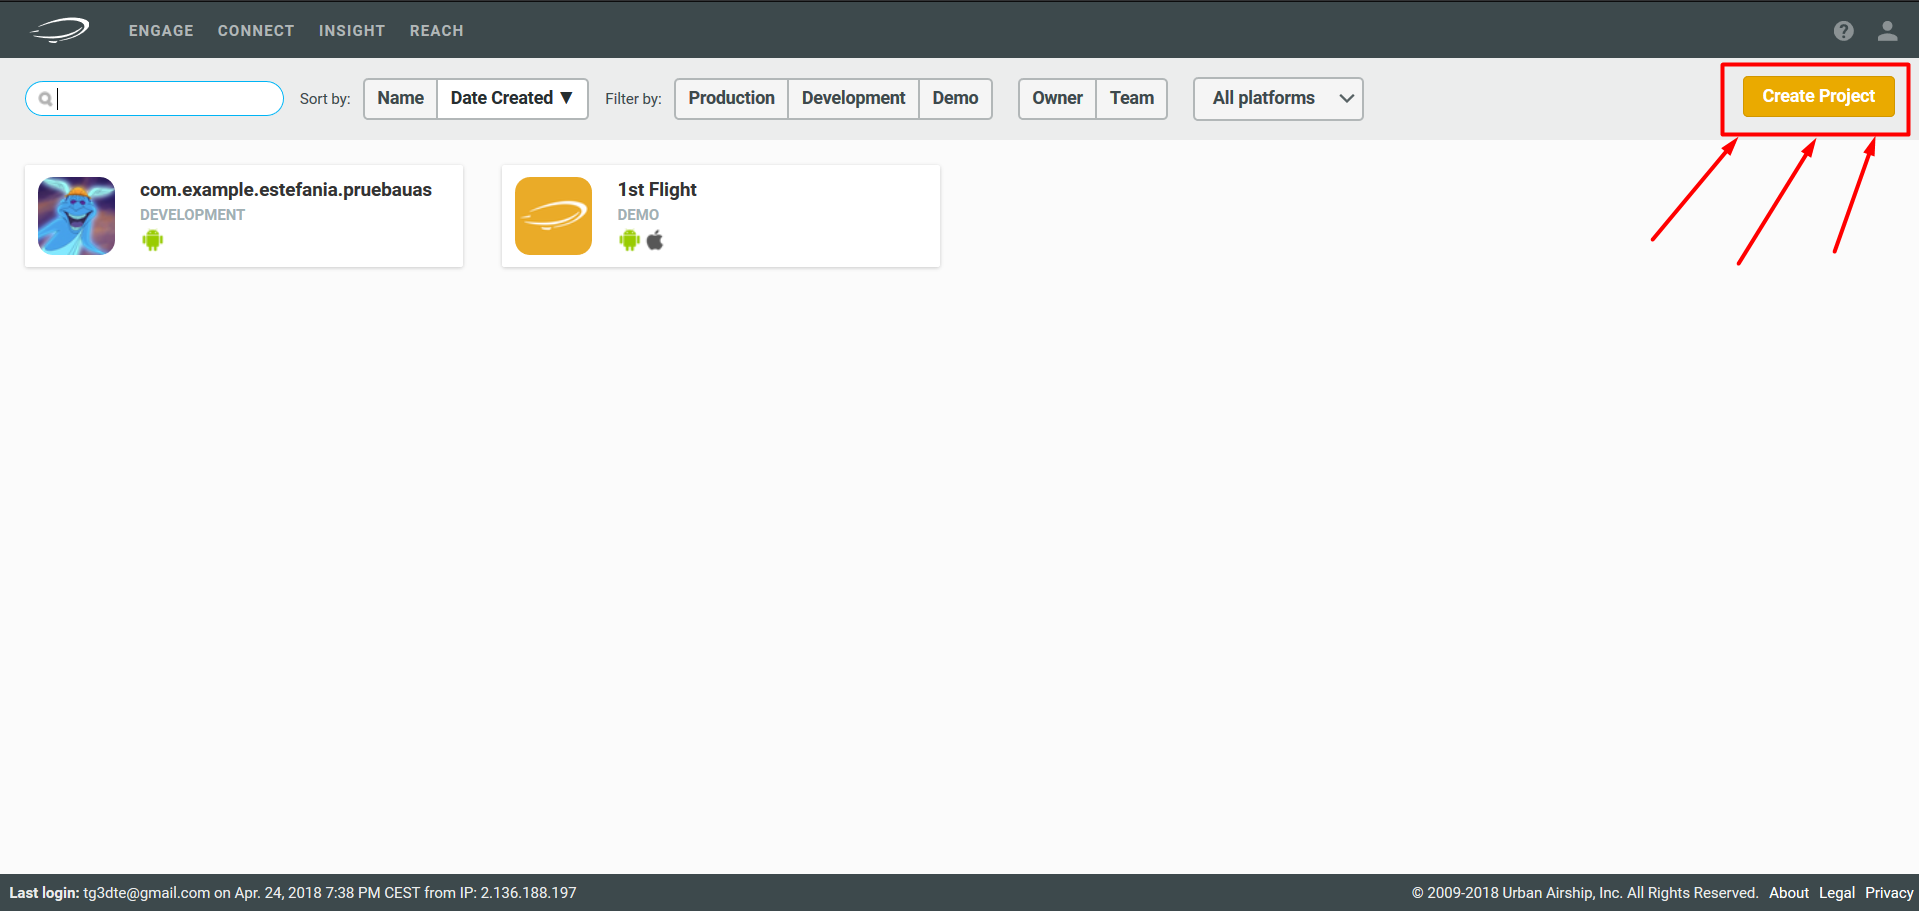 ENGAGE CONNECT INSIGHT REACH
Sort by: Name Date Created ▼ Filter by: Production Development Demo Owner Team All platforms Create Project
com.example.estefania.pruebauas
DEVELOPMENT
1st Flight
DEMO
Last login: tg3dte@gmail.com on Apr. 24, 2018 7:38 PM CEST from IP: 2.136.188.197
© 2009-2018 Urban Airship, Inc. All Rights Reserved. About Legal Privacy